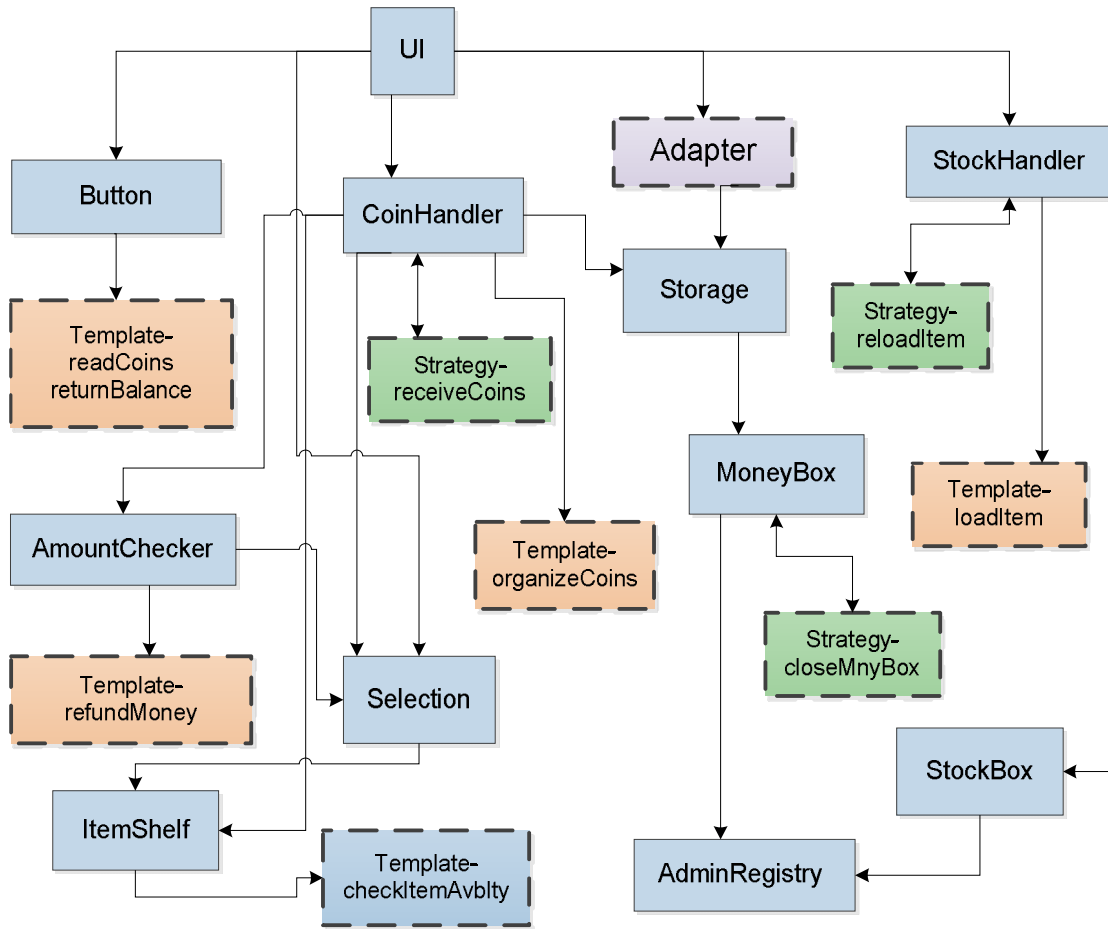 UI
Adapter
StockHandler
Button
CoinHandler
Storage
Template-
readCoins
returnBalance
Strategy-
receiveCoins
Strategy-
reloadItem
MoneyBox
Template-
loadItem
AmountChecker
Template-
organizeCoins
Strategy-
closeMnyBox
Template-
refundMoney
Selection
StockBox
ItemShelf
Template-
checkItemAvblty
AdminRegistry